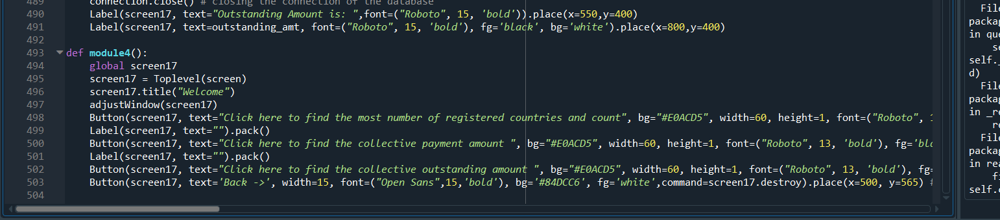 489 connection.close() # closing the connection of the database
490 Label(screen17, text="Outstanding Amount is: ",font=("Roboto", 15, 'bold')).place(x=550,y=400)
491 Label(screen17, text=outstanding_amt, font=("Roboto", 15, 'bold'), fg='black', bg='white').place(x=800,y=400)
492
493 def module4():
494 global screen17
495 screen17 = Toplevel(screen)
496 screen17.title("Welcome")
497 adjustWindow(screen17)
498 Button(screen17, text="Click here to find the most number of registered countries and count", bg="#E0ACD5", width=60, height=1, font=("Roboto", 1
499 Label(screen17, text="").pack()
500 Button(screen17, text="Click here to find the collective payment amount ", bg="#E0ACD5", width=60, height=1, font=("Roboto", 13, 'bold'), fg='blc
501 Label(screen17, text="").pack()
502 Button(screen17, text="Click here to find the collective outstanding amount ", bg="#E0ACD5", width=60, height=1, font=("Roboto", 13, 'bold'), fg=
503 Button(screen17, text='Back ->', width=15, font=("Open Sans",15,'bold'), bg='#84DCC6', fg='white',command=screen17.destroy).place(x=500, y=565) #
504
File
packag
in que
se
self._
d)
File
packag
in _re
re
File
packag
in rea
fi
self.c